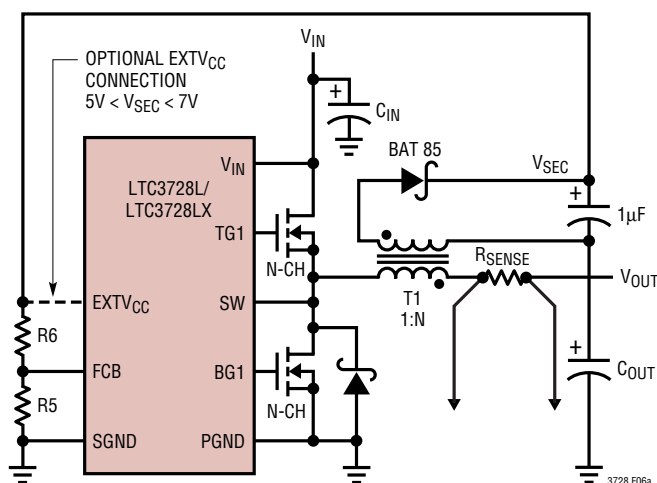 OPTIONAL EXTVCC
CONNECTION
5V < VSEC < 7V
VIN
+
CIN
BAT 85
VSEC
+
1µF
VIN
LTC3728L/
LTC3728LX
TG1
N-CH
RSENSE
VOUT
T1
1:N
EXTVCC
SW
R6
FCB
BG1
N-CH
+
COUT
R5
SGND
PGND
3728 F06a